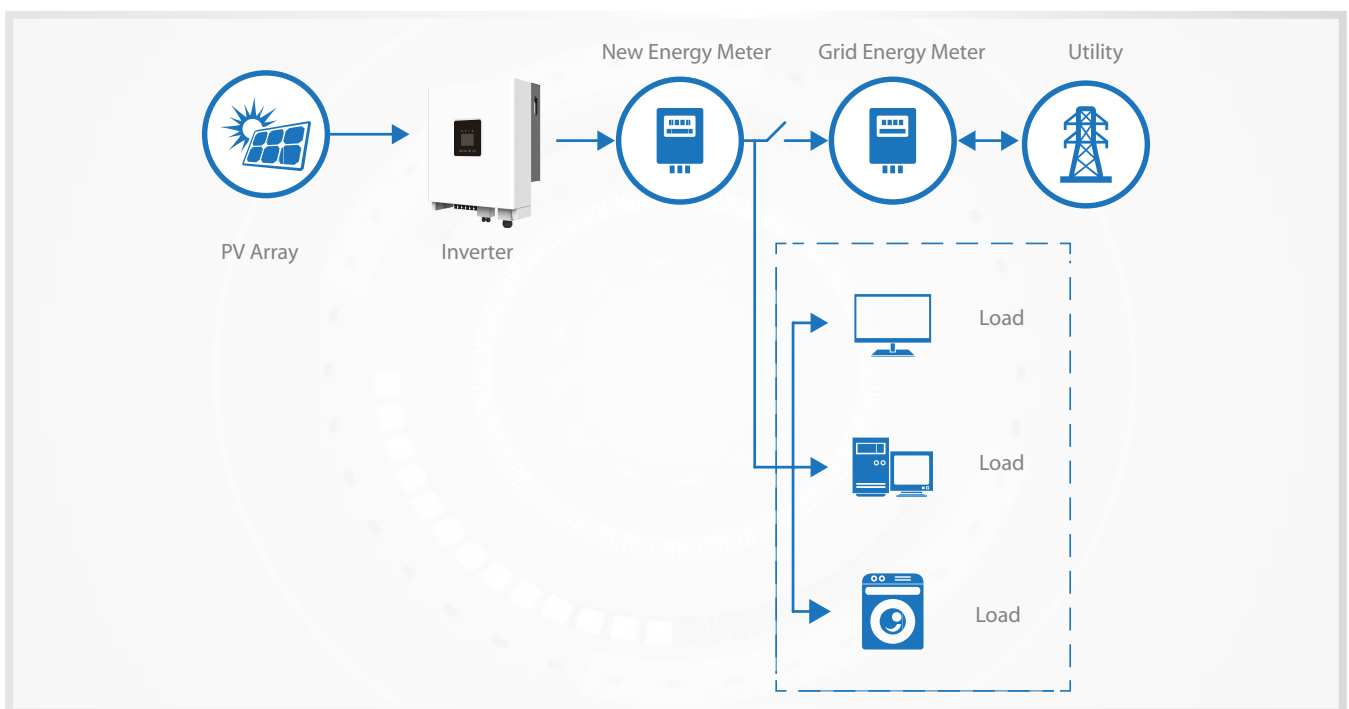 New Energy Meter
Grid Energy Meter
Utility
PV Array
Inverter
Load
Load
Load